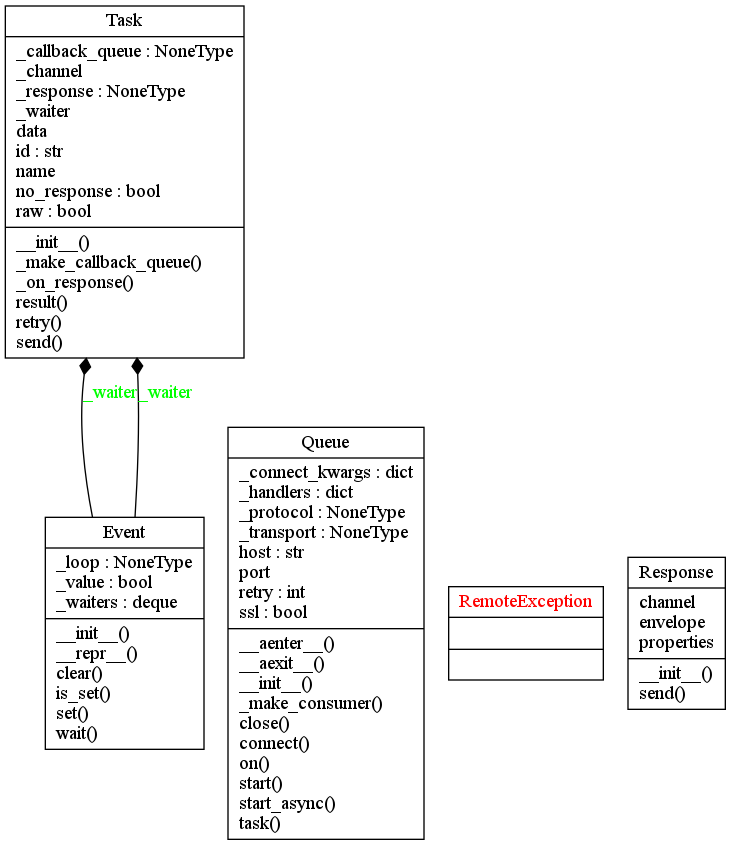 Task
_callback_queue : NoneType
_channel
_response : NoneType
_waiter
data
id : str
name
no_response : bool
raw : bool
__init__()
_make_callback_queue()
_on_response()
result()
retry()
send()
_waiter
_waiter
Event
_loop : NoneType
_value : bool
_waiters : deque
__init__()
__repr__()
clear()
is_set()
set()
wait()
Queue
_connect_kwargs : dict
_handlers : dict
_protocol : NoneType
_transport : NoneType
host : str
port
retry : int
ssl : bool
__aenter__()
__aexit__()
__init__()
_make_consumer()
close()
connect()
on()
start()
start_async()
task()
RemoteException
Response
channel
envelope
properties
__init__()
send()